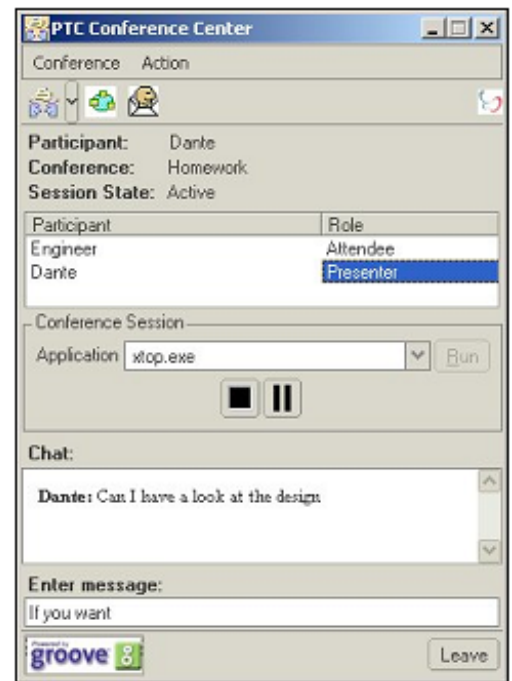 PTC Conference Center
Conference Action
Participant: Dante
Conference: Homework
Session State: Active
Participant Role
Engineer Attendee
Dante Presenter
Conference Session
Application xtop.exe Run
Chat:
Dante: Can I have a look at the design
Enter message:
If you want
Powered by
groove Leave